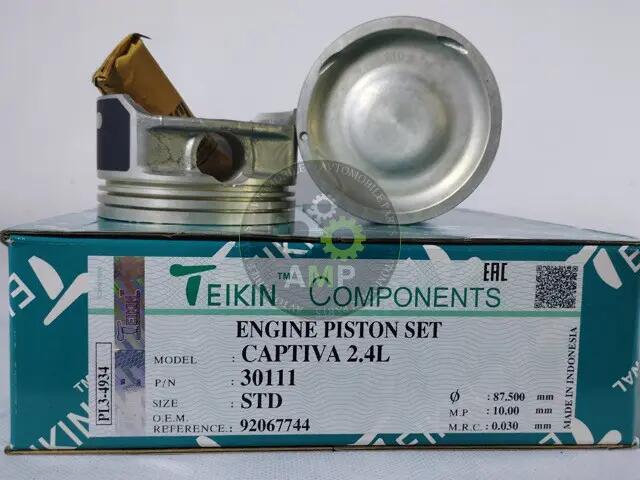 AMP
EAC
TEIKIN™ COMPONENTS
ENGINE PISTON SET
MODEL : CAPTIVA 2.4L
P/N : 30111
SIZE : STD
O.E.M.
REFERENCE: : 92067744
Ø : 87.500 mm
M.P : 10.00 mm
M.R.C. : 0.030 mm
MADE IN INDONESIA
PL3-4934
TEIKIN